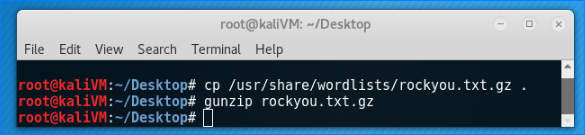 root@kaliVM: ~/Desktop
File Edit View Search Terminal Help
root@kaliVM:~/Desktop# cp /usr/share/wordlists/rockyou.txt.gz .
root@kaliVM:~/Desktop# gunzip rockyou.txt.gz
root@kaliVM:~/Desktop#